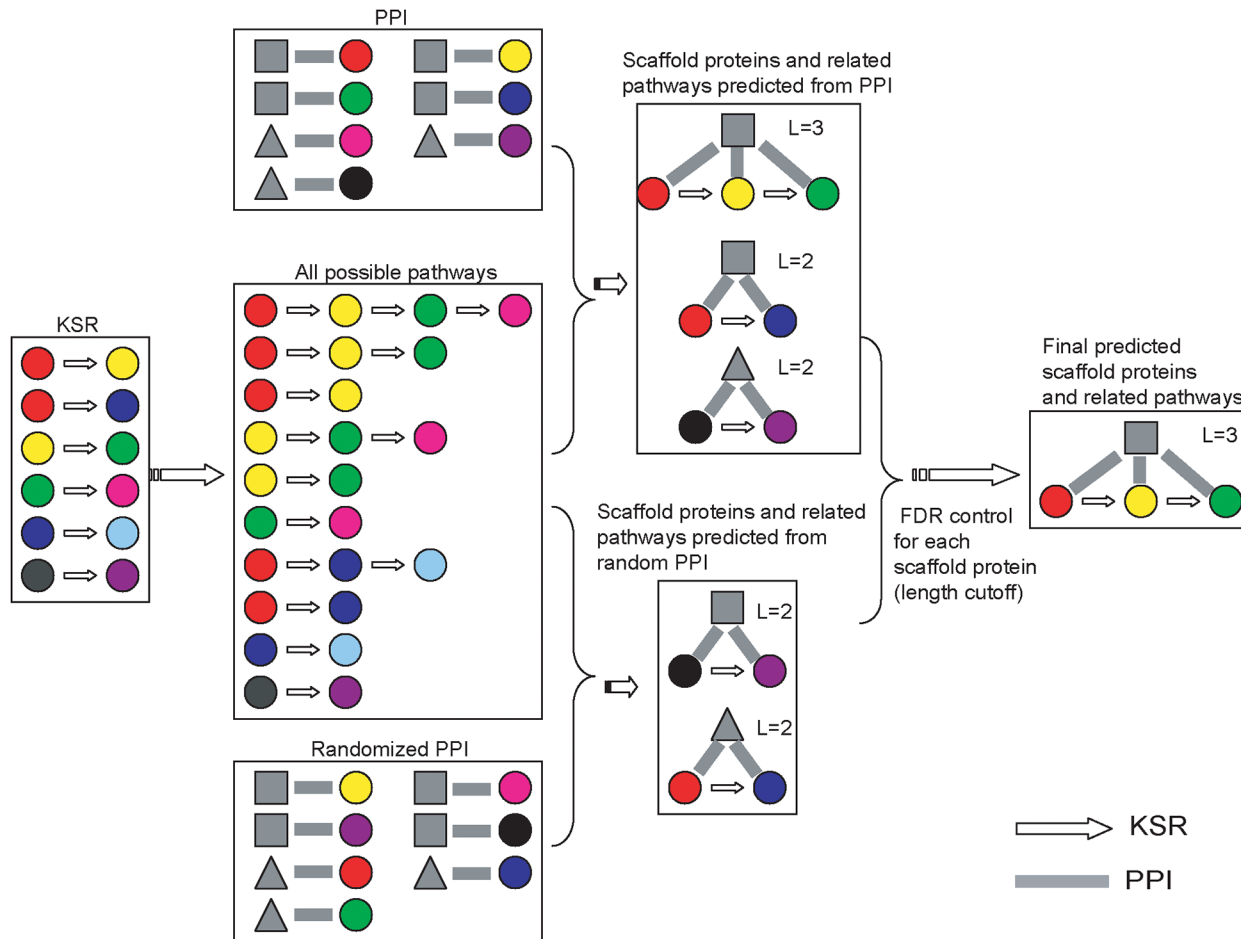 PPI
Scaffold proteins and related
pathways predicted from PPI
L=3
L=2
L=2
All possible pathways
KSR
Final predicted
scaffold proteins
and related pathways
L=3
Scaffold proteins and related
pathways predicted from
random PPI
L=2
L=2
FDR control
for each
scaffold protein
(length cutoff)
Randomized PPI
KSR
PPI